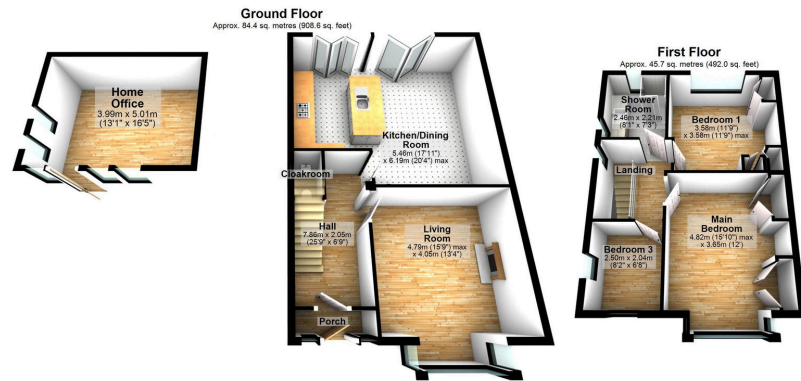 Ground Floor
Approx. 84.4 sq. metres (908.6 sq. feet)
Home
Office
3.99m x 5.01m
(13'1" x 16'5")
Kitchen/Dining
Room
5.46m (17'11")
x 6.19m (20'4") max
Cloakroom
Hall
7.86m x 2.05m
(25'9" x 6'9")
Living
Room
4.79m (15'9") max
x 4.05m (13'4")
Porch
First Floor
Approx. 45.7 sq. metres (492.0 sq. feet)
Shower
Room
2.46m x 2.21m
(8'1" x 7'3")
Bedroom 1
3.58m (11'9")
x 3.58m (11'9") max
Landing
Main
Bedroom
4.82m (15'10") max
x 3.65m (12')
Bedroom 3
2.50m x 2.04m
(8'2" x 6'8")